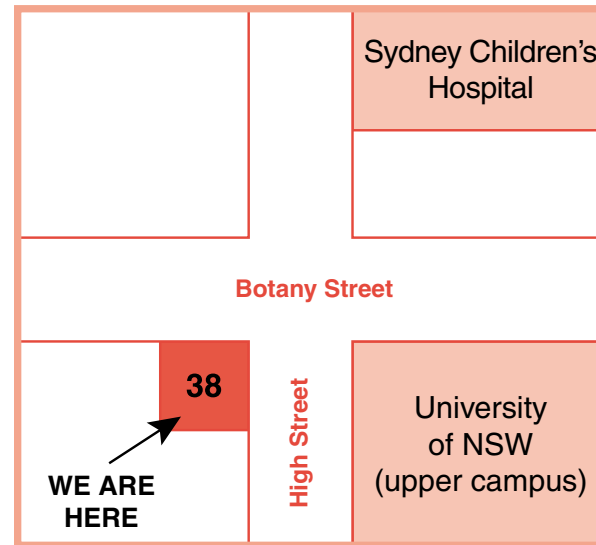 Sydney Children's
Hospital
Botany Street
38
High Street
University
of NSW
(upper campus)
WE ARE
HERE